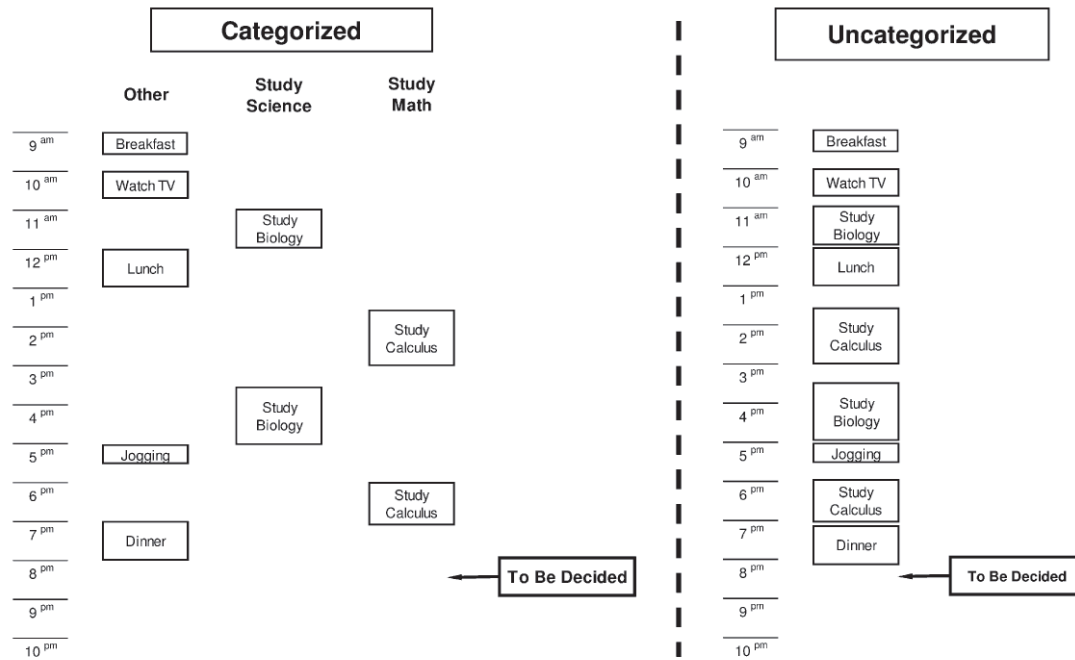 Categorized
Other
Study
Science
Study
Math
9 am
Breakfast
10 am
Watch TV
11 am
Study
Biology
12 pm
Lunch
1 pm
2 pm
Study
Calculus
3 pm
4 pm
Study
Biology
5 pm
Jogging
6 pm
Study
Calculus
7 pm
Dinner
8 pm
To Be Decided
9 pm
10 pm
Uncategorized
9 am
Breakfast
10 am
Watch TV
11 am
Study
Biology
12 pm
Lunch
1 pm
2 pm
Study
Calculus
3 pm
4 pm
Study
Biology
5 pm
Jogging
6 pm
Study
Calculus
7 pm
Dinner
8 pm
To Be Decided
9 pm
10 pm